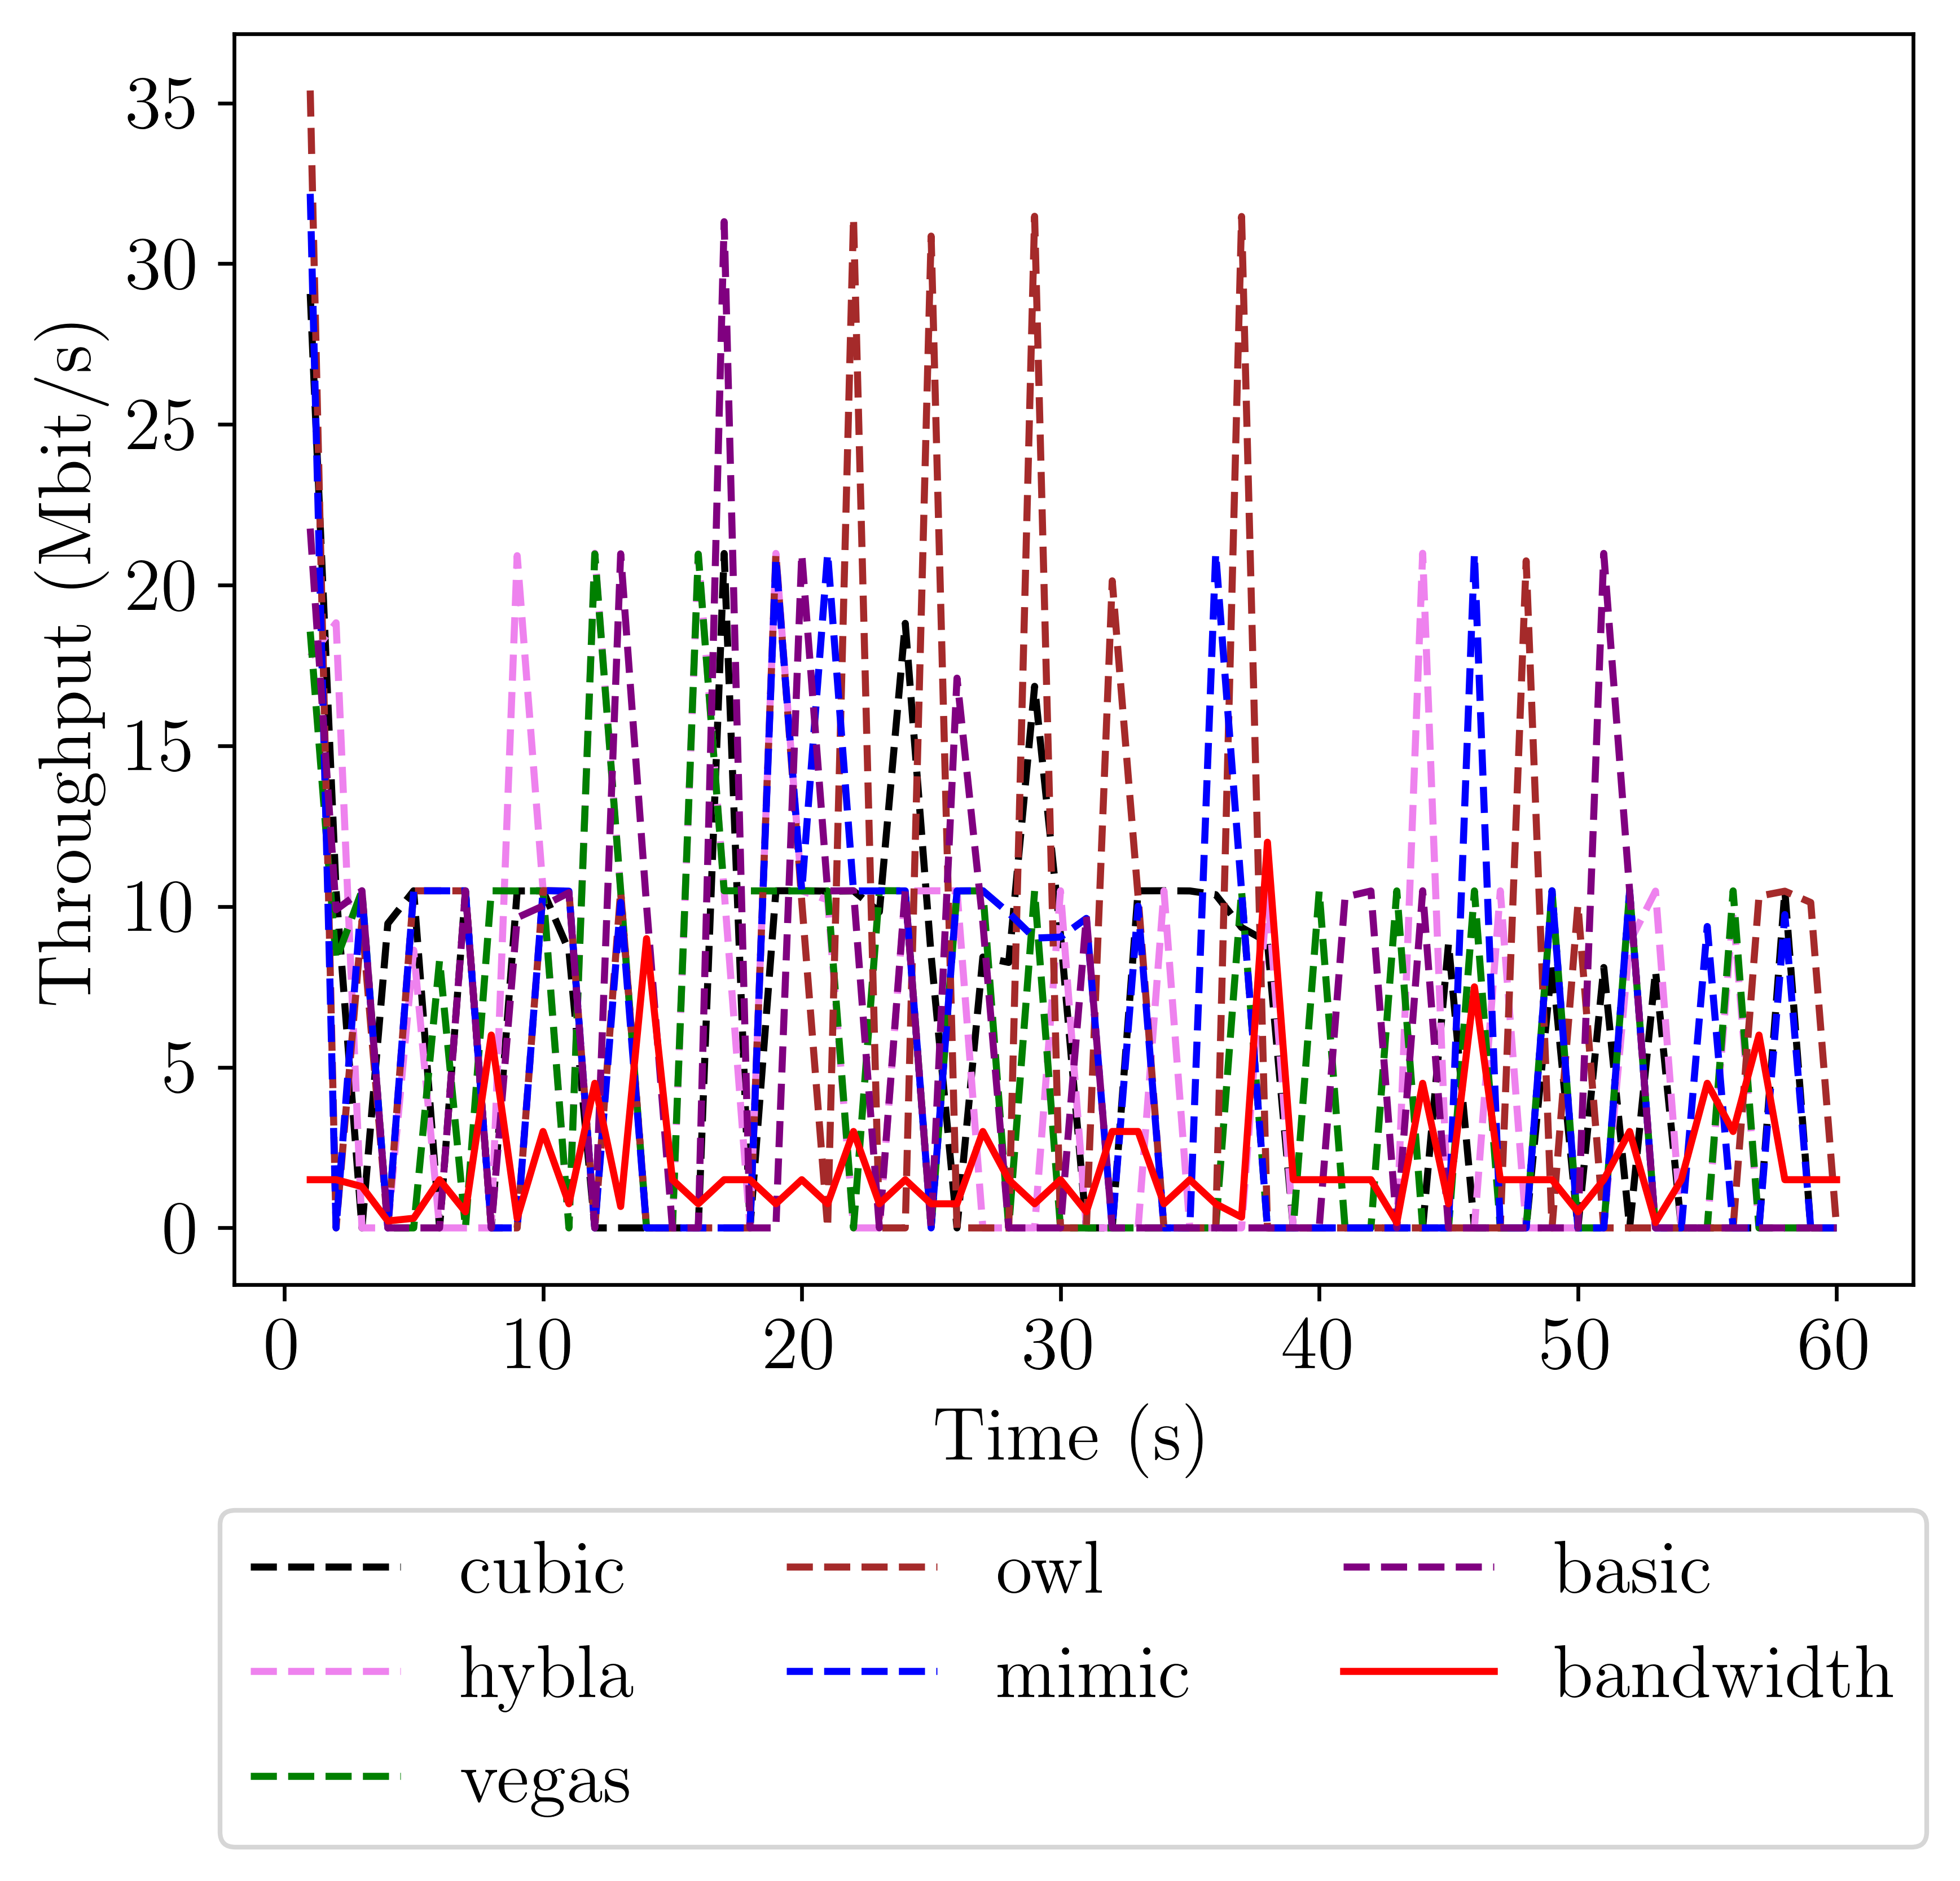 35
30
25
20
15
10
5
0
Throughput (Mbit/s)
0 10 20 30 40 50 60
Time (s)
cubic owl basic
hybla mimic bandwidth
vegas